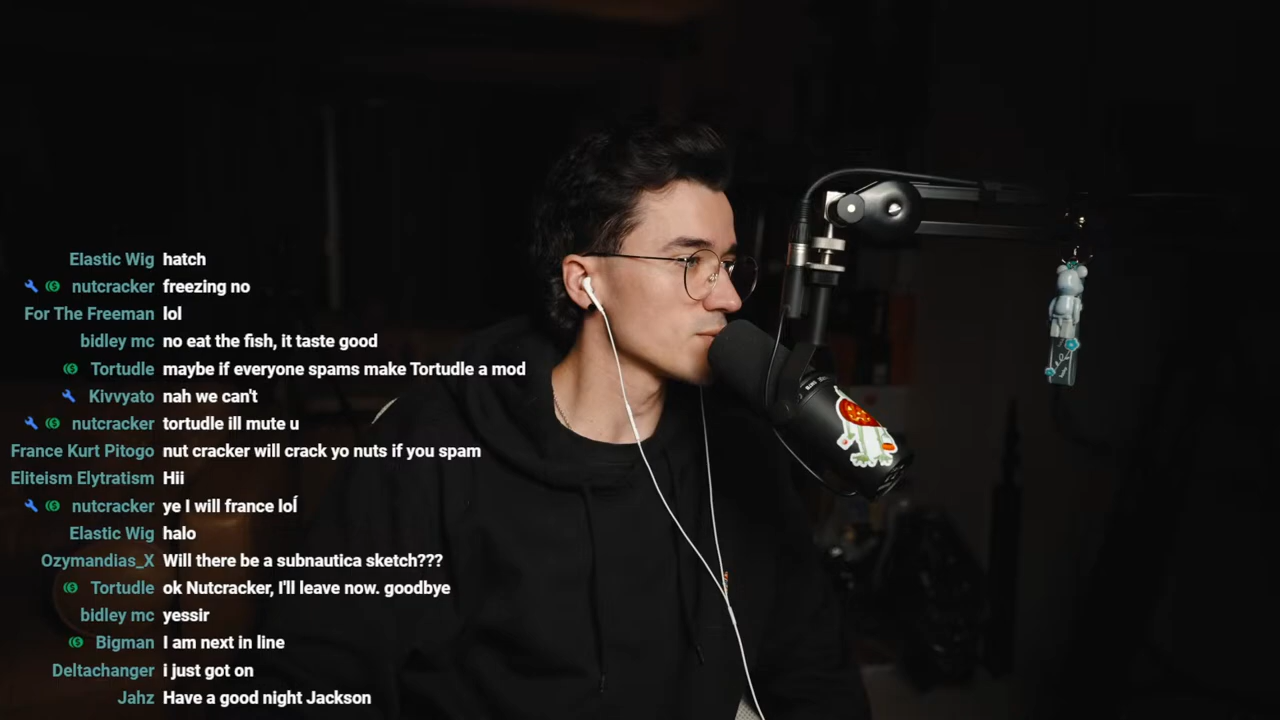 Elastic Wig hatch
nutcracker freezing no
For The Freeman lol
bidley mc no eat the fish, it taste good
Tortudle maybe if everyone spams make Tortudle a mod
Kivvyato nah we can't
nutcracker tortudle ill mute u
France Kurt Pitogo nut cracker will crack yo nuts if you spam
Eliteism Elytratism Hii
nutcracker ye I will france loĺ
Elastic Wig halo
Ozymandias_X Will there be a subnautica sketch???
Tortudle ok Nutcracker, I'll leave now. goodbye
bidley mc yessir
Bigman I am next in line
Deltachanger i just got on
Jahz Have a good night Jackson